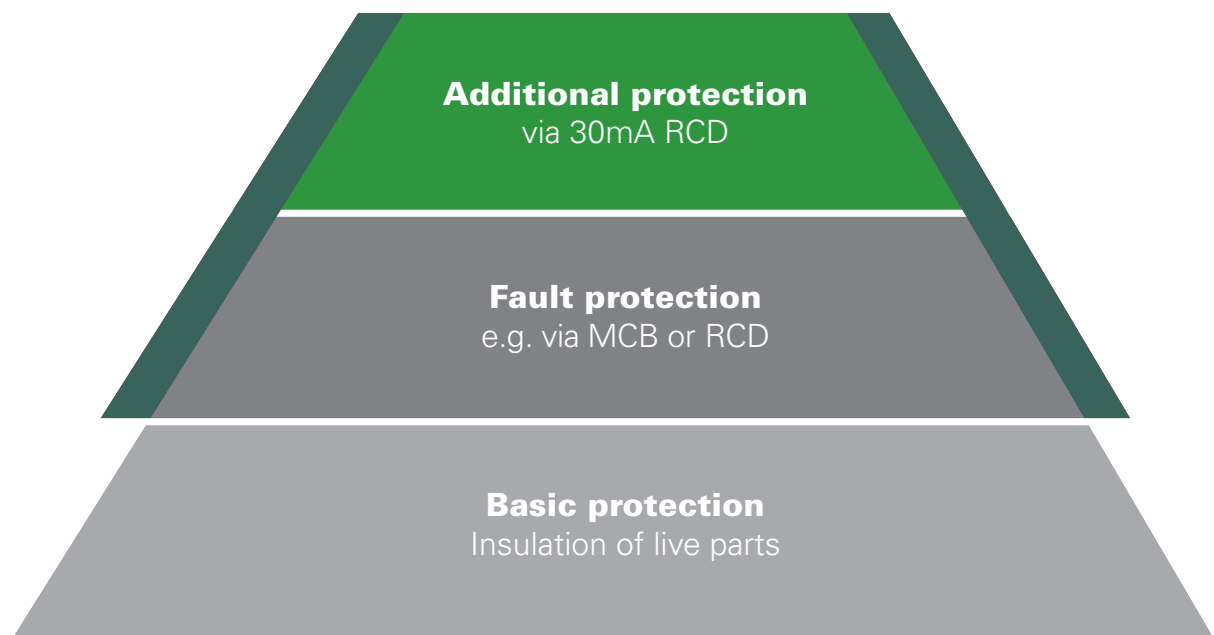 Additional protection
via 30mA RCD
Fault protection
e.g. via MCB or RCD
Basic protection
Insulation of live parts